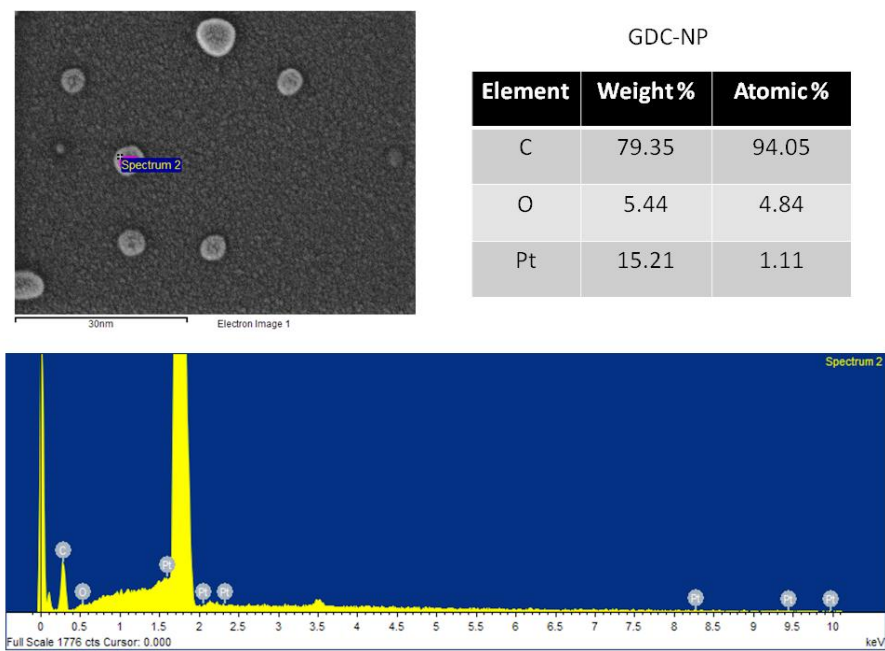 GDC-NP
Element Weight% Atomic%
C 79.35 94.05
O 5.44 4.84
Pt 15.21 1.11
Spectrum 2
30nm Electron Image 1
Spectrum 2
C O Pt Pt Pt Pt Pt Pt
0 0.5 1 1.5 2 2.5 3 3.5 4 4.5 5 5.5 6 6.5 7 7.5 8 8.5 9 9.5 10
Full Scale 1776 cts Cursor: 0.000 keV